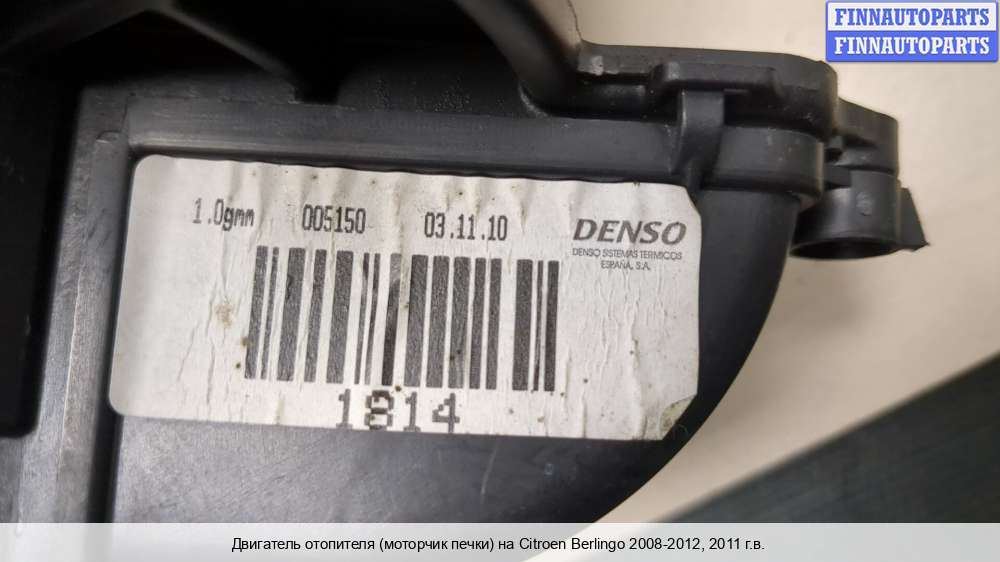 FINNAUTOPARTS
FINNAUTOPARTS
1.0gmm 005150 03.11.10 DENSO
DENSO SISTEMAS TERMICOS
ESPAÑA, S.A.
1814
Двигатель отопителя (моторчик печки) на Citroen Berlingo 2008-2012, 2011 г.в.